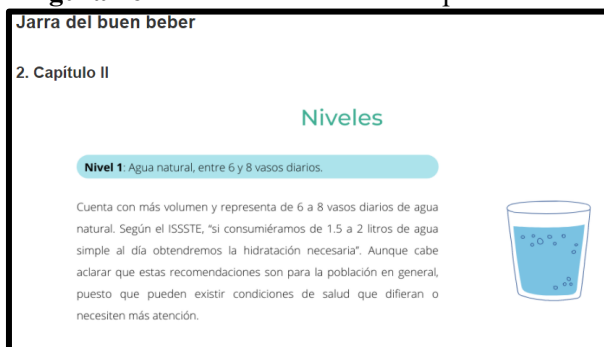 Jarra del buen beber
2. Capítulo II
Niveles
Nivel 1: Agua natural, entre 6 y 8 vasos diarios.
Cuenta con más volumen y representa de 6 a 8 vasos diarios de agua
natural. Según el ISSSTE, “si consumiéramos de 1.5 a 2 litros de agua
simple al día obtendremos la hidratación necesaria”. Aunque cabe
aclarar que estas recomendaciones son para la población en general,
puesto que pueden existir condiciones de salud que difieran o
necesiten más atención.